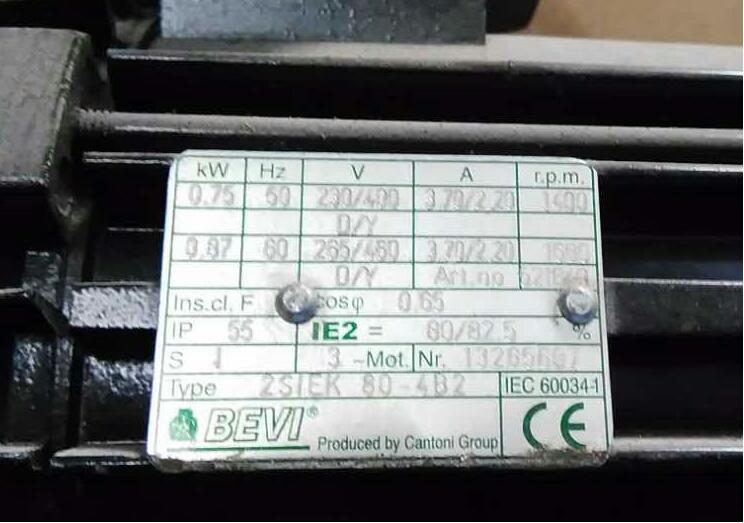 kW Hz V A r.p.m.
0.75 50 230/400 3.70/2.20 1400
D/Y
0.87 60 265/460 3.70/2.20 1680
D/Y Art.no
Ins.cl. F cosφ 0.65
IP 55 IE2 = 80/82.5 %
S 1 3 ~Mot. Nr.
Type 2SIEK 80-4B2 IEC 60034-1
BEVI® Produced by Cantoni Group CE